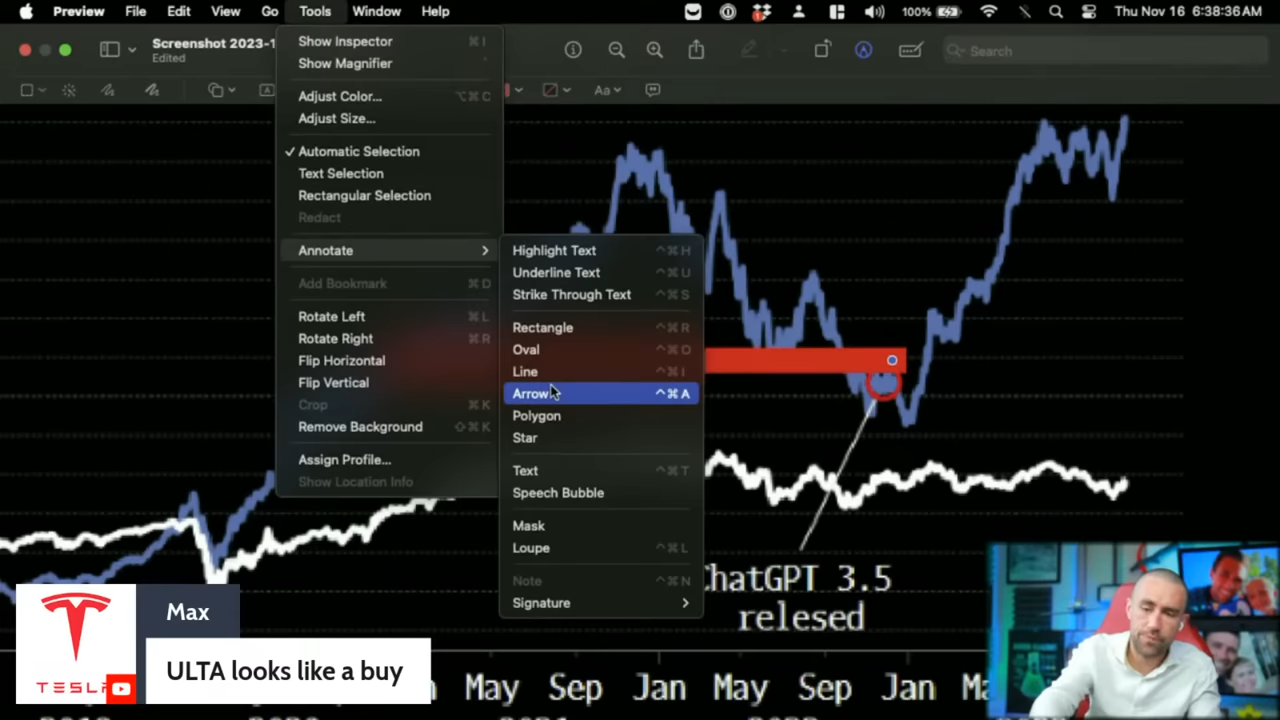 Preview File Edit View Go Tools Window Help 100% Thu Nov 16 6:38:36 AM
Screenshot 2023-1
Edited
Search
Aa
Show Inspector ⌘ I
Show Magnifier `
Adjust Color... ⌥⌘ C
Adjust Size...
✓ Automatic Selection
Text Selection
Rectangular Selection
Redact
Annotate
Add Bookmark ⌘ D
Rotate Left ⌘ L
Rotate Right ⌘ R
Flip Horizontal
Flip Vertical
Crop ⌘ K
Remove Background ⇧⌘ K
Assign Profile...
Show Location Info
Highlight Text ^⌘ H
Underline Text ^⌘ U
Strike Through Text ^⌘ S
Rectangle ^⌘ R
Oval ^⌘ O
Line ^⌘ I
Arrow ^⌘ A
Polygon
Star
Text ^⌘ T
Speech Bubble
Mask
Loupe ^⌘ L
Note ^⌘ N
Signature
ChatGPT 3.5
relesed
Max
ULTA looks like a buy
TESL
May Sep Jan May Sep Jan